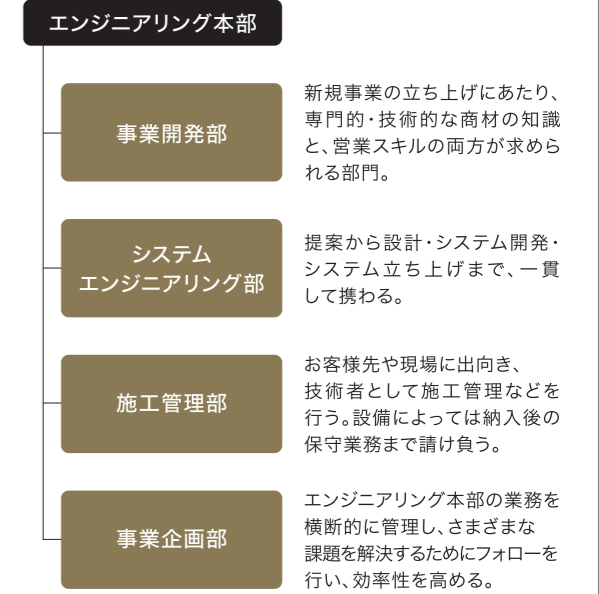 エンジニアリング本部
事業開発部
新規事業の立ち上げにあたり、
専門的・技術的な商材の知識
と、営業スキルの両方が求めら
れる部門。
システム
エンジニアリング部
提案から設計・システム開発・
システム立ち上げまで、一貫
して携わる。
施工管理部
お客様先や現場に出向き、
技術者として施工管理などを
行う。設備によっては納入後の
保守業務まで請け負う。
事業企画部
エンジニアリング本部の業務を
横断的に管理し、さまざまな
課題を解決するためにフォローを
行い、効率性を高める。